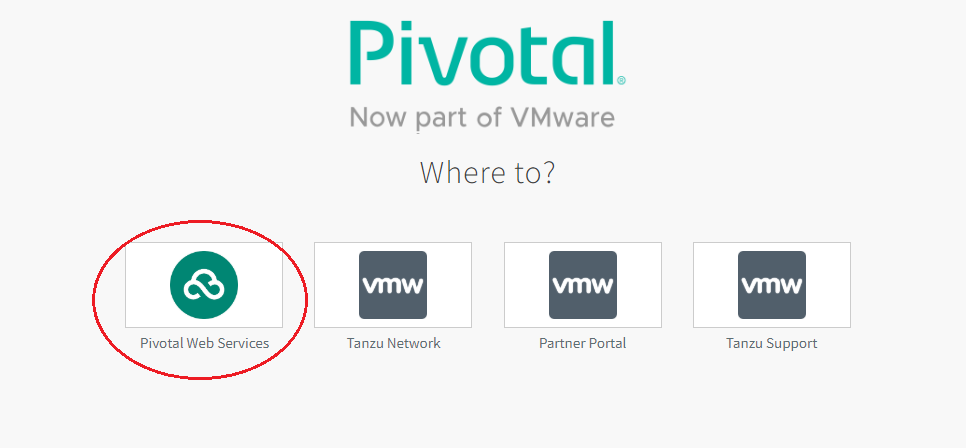 Pivotal®
Now part of VMware
Where to?
vmw
vmw
vmw
Pivotal Web Services
Tanzu Network
Partner Portal
Tanzu Support